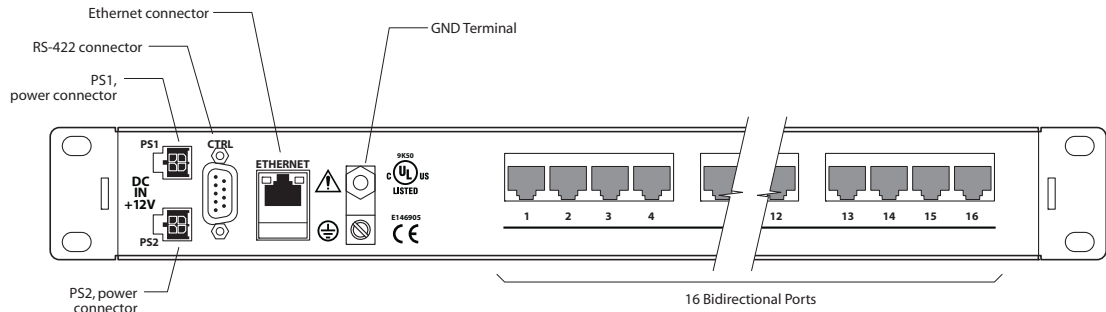 Ethernet connector
GND Terminal
RS-422 connector
PS1,
power connector
PS1
CTRL
ETHERNET
9K50
C UL US
LISTED
DC
IN
+12V
E146905
CE
PS2
1 2 3 4 12 13 14 15 16
PS2, power
connector
16 Bidirectional Ports